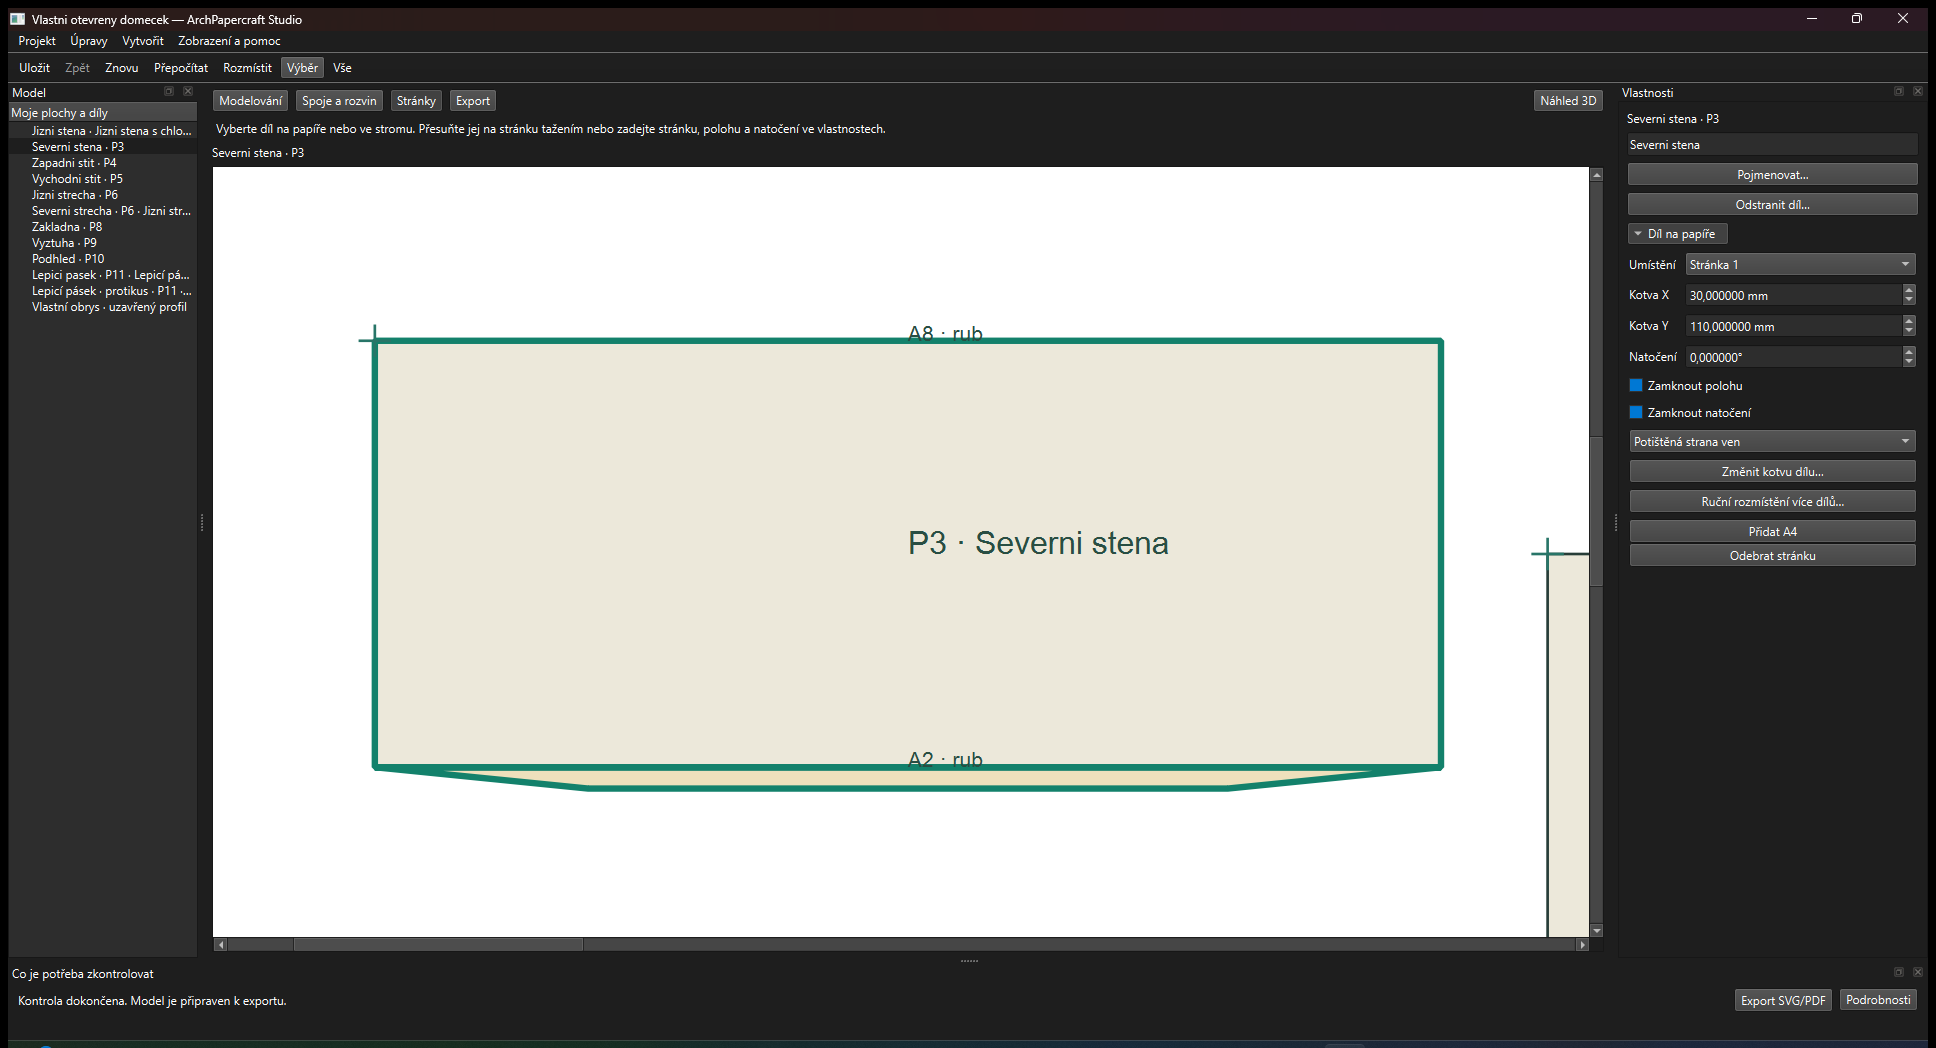 Vlastni otevreny domecek — ArchPapercraft Studio
Projekt Úpravy Vytvořit Zobrazení a pomoc
Uložit Zpět Znovu Přepočítat Rozmístit Výběr Vše
Model
Moje plochy a díly
Jizni stena · Jizni stena s chlo...
Severni stena · P3
Zapadni stit · P4
Vychodni stit · P5
Jizni strecha · P6
Severni strecha · P6 · Jizni str...
Zakladna · P8
Vyztuha · P9
Podhled · P10
Lepici pasek · P11 · Lepicí pá...
Lepicí pásek · protikus · P11 ·...
Vlastní obrys · uzavřený profil
Modelování Spoje a rozvin Stránky Export Náhled 3D
Vyberte díl na papíře nebo ve stromu. Přesuňte jej na stránku tažením nebo zadejte stránku, polohu a natočení ve vlastnostech.
Severni stena · P3
A8 · rub
P3 · Severni stena
A2 · rub
Vlastnosti
Severni stena · P3
Severni stena
Pojmenovat...
Odstranit díl...
Díl na papíře
Umístění Stránka 1
Kotva X 30,000000 mm
Kotva Y 110,000000 mm
Natočení 0,000000°
Zamknout polohu
Zamknout natočení
Potištěná strana ven
Změnit kotvu dílu...
Ruční rozmístění více dílů...
Přidat A4
Odebrat stránku
Co je potřeba zkontrolovat
Kontrola dokončena. Model je připraven k exportu.
Export SVG/PDF Podrobnosti